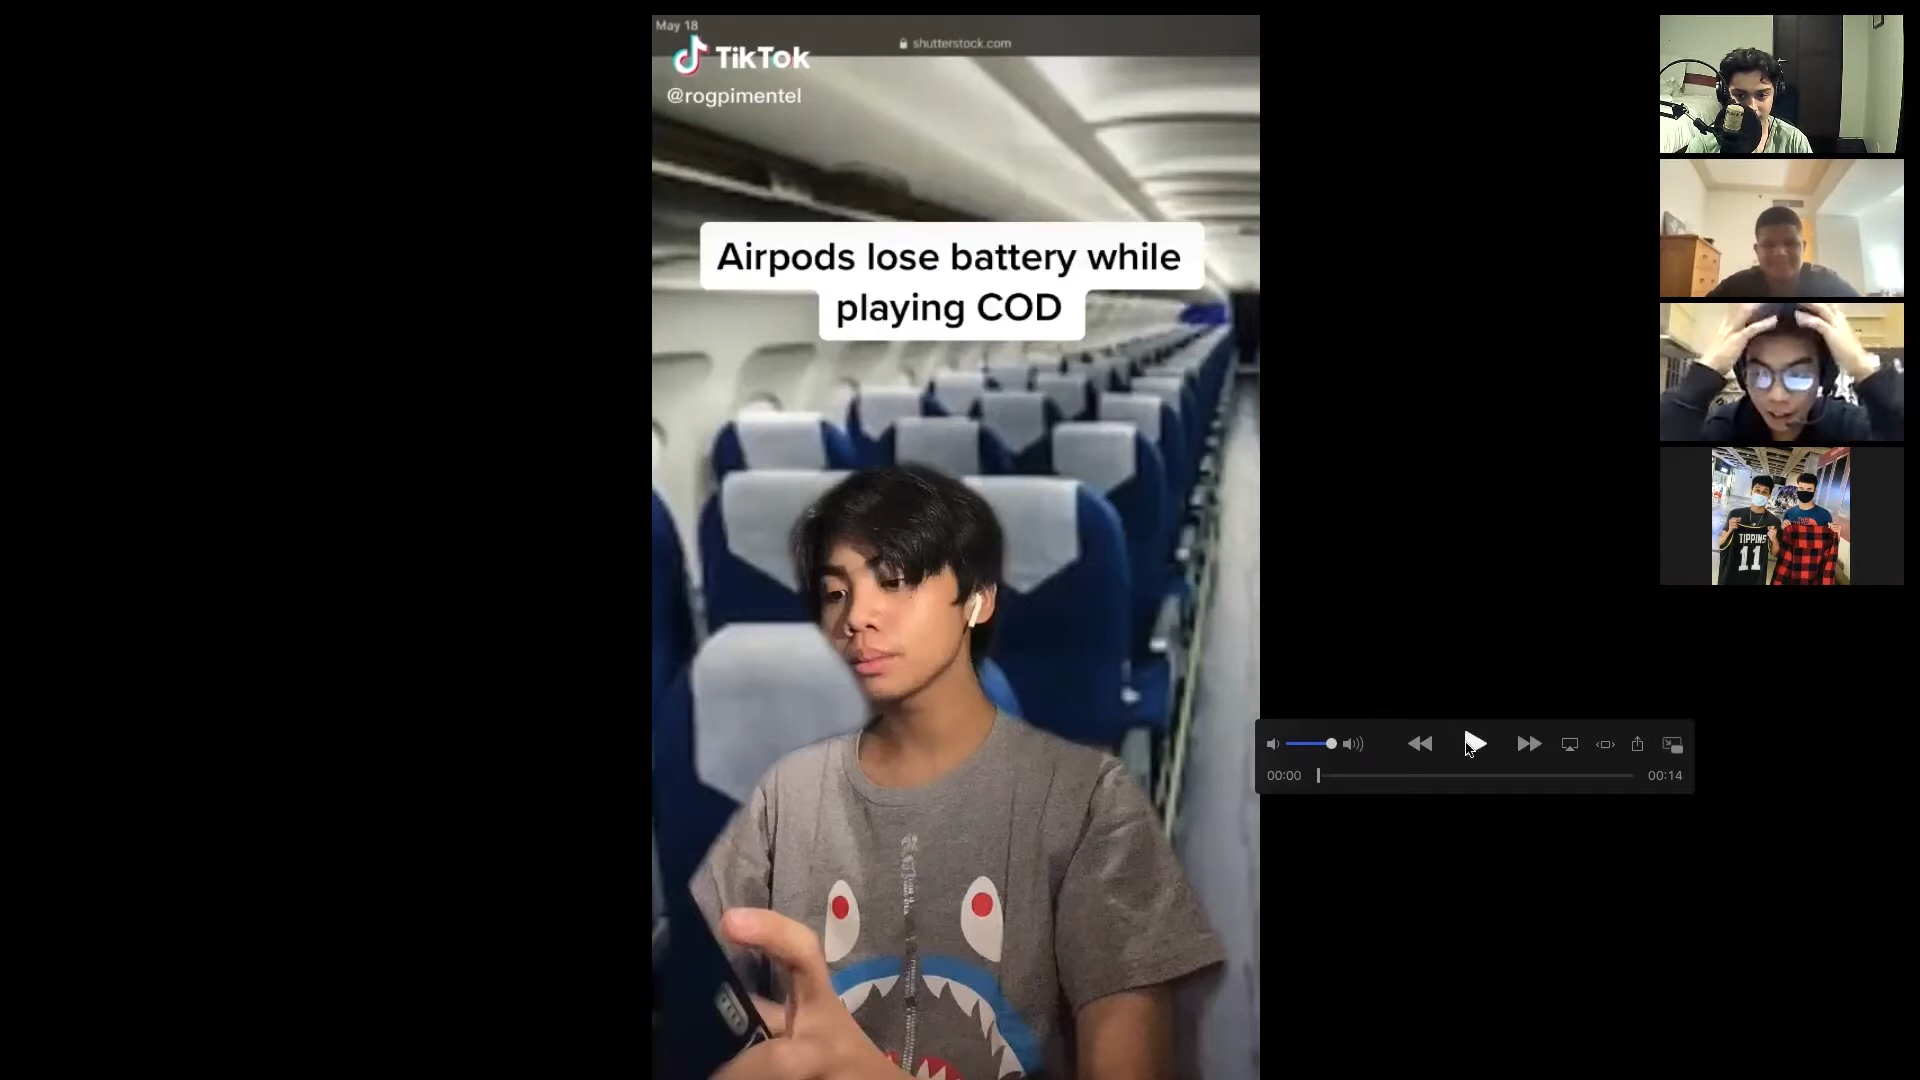 May 18
shutterstock.com
TikTok
@rogpimentel
Airpods lose battery while
playing COD
TIPPINS
11
00:00
00:14